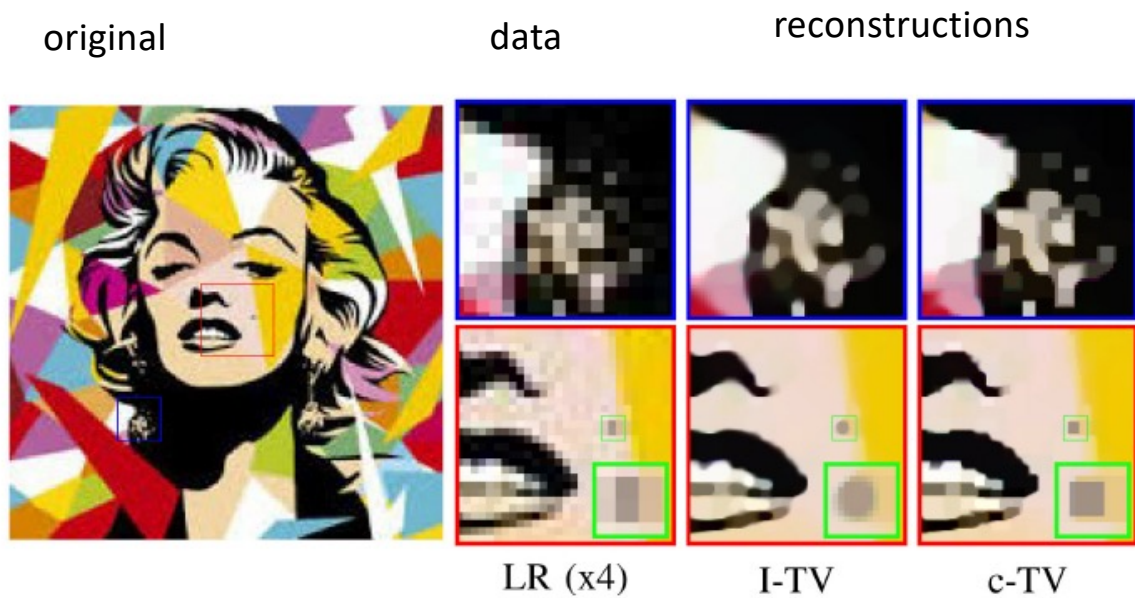 original
data
reconstructions
LR (x4)
I-TV
c-TV